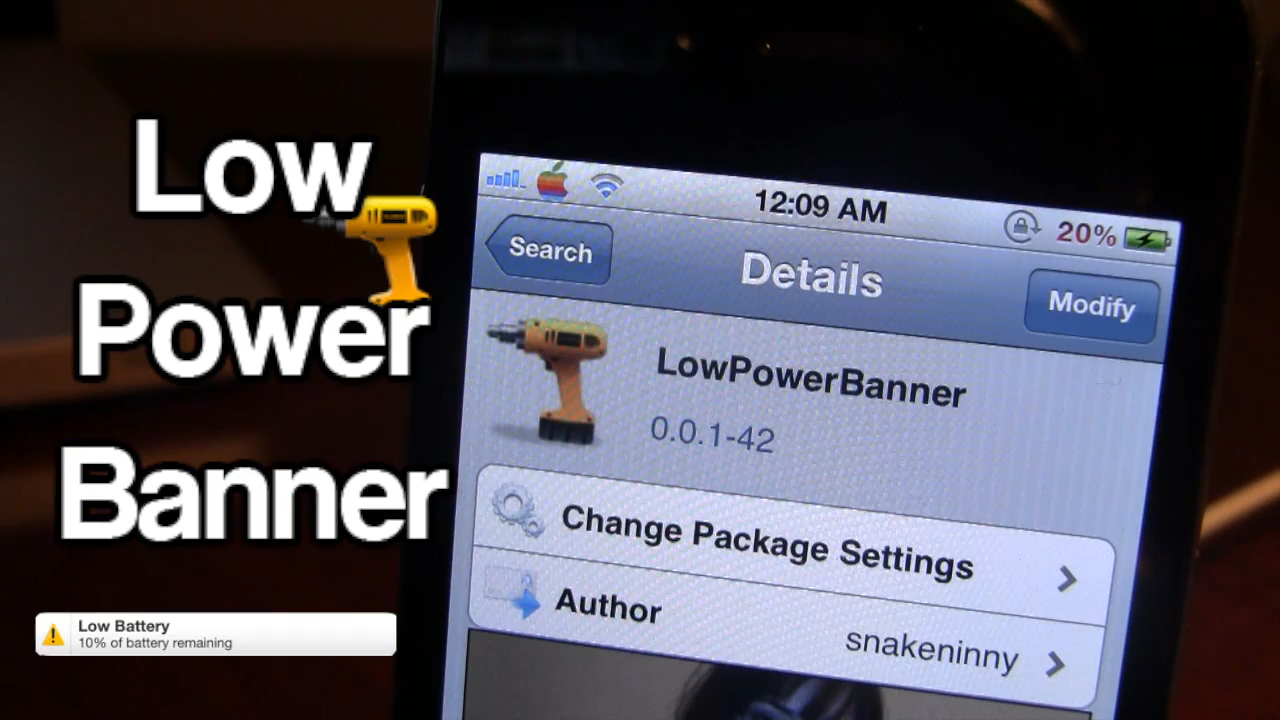 Low
Power
Banner
Low Battery
10% of battery remaining
12:09 AM
20%
Search
Details
Modify
LowPowerBanner
0.0.1-42
Change Package Settings
Author
snakeninny